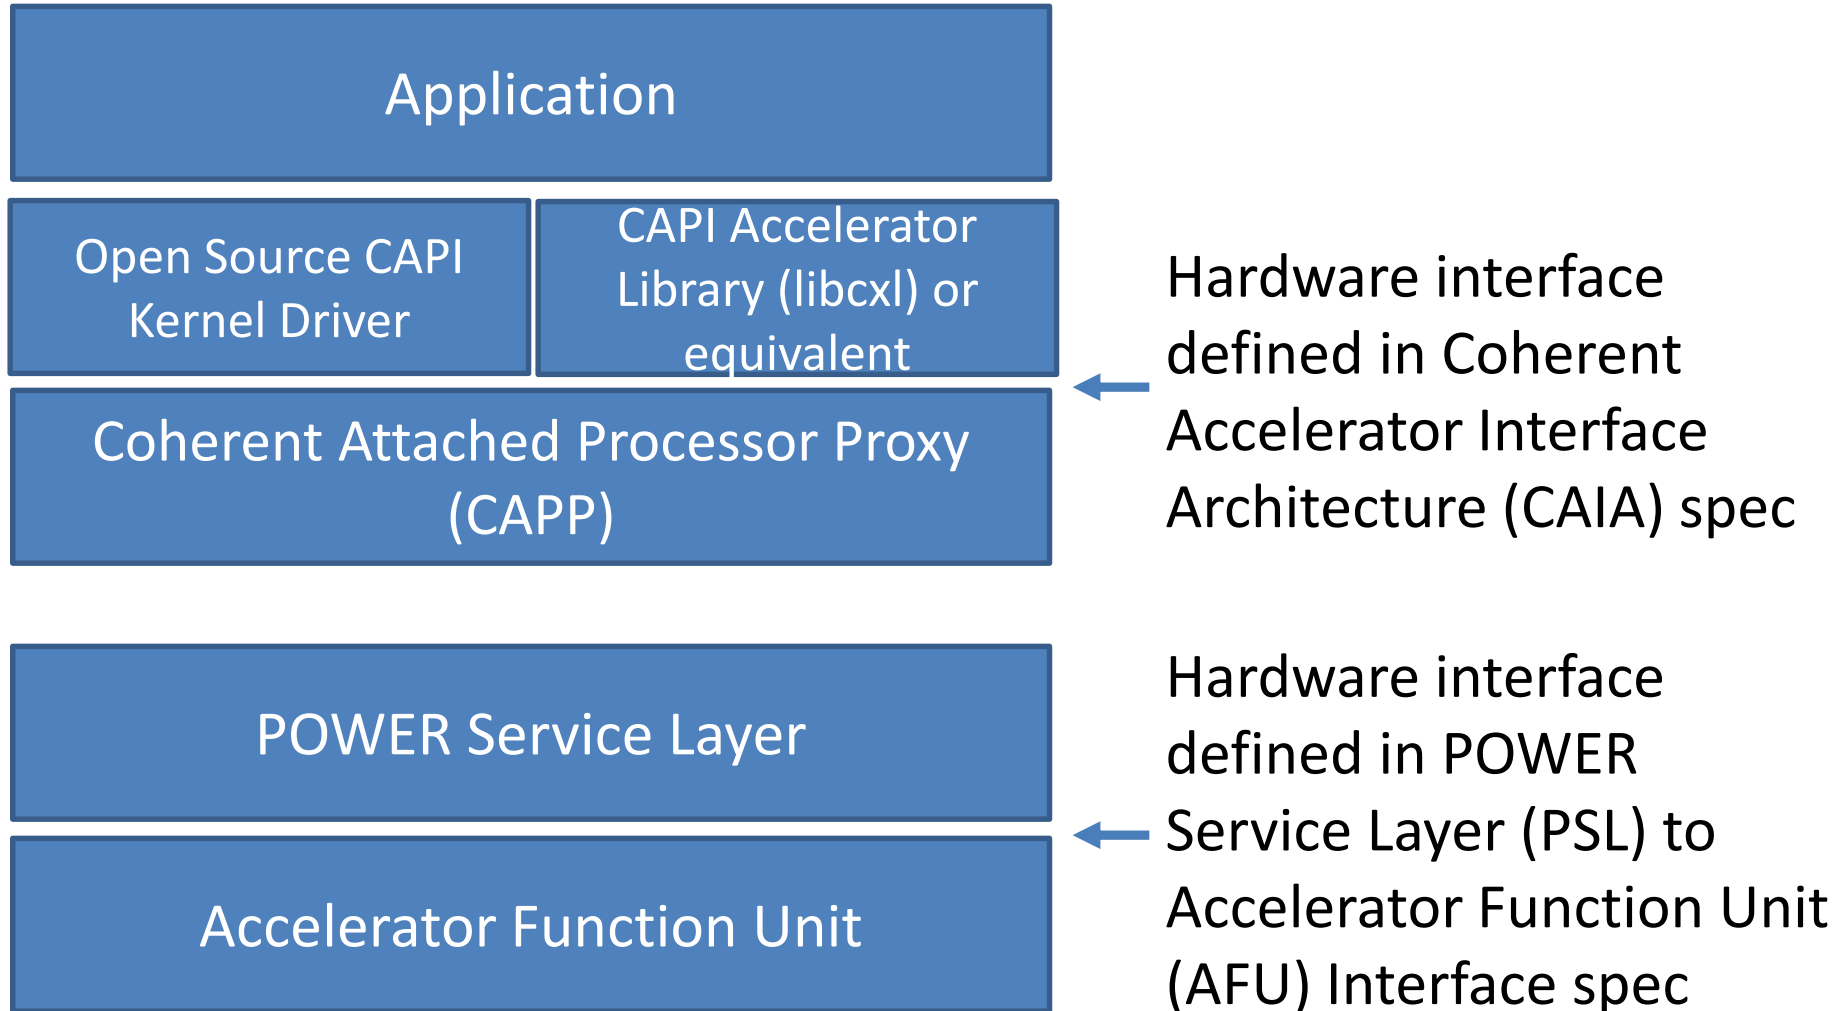 Application
Open Source CAPI
Kernel Driver
CAPI Accelerator
Library (libcxl) or
equivalent
Coherent Attached Processor Proxy
(CAPP)
Hardware interface
defined in Coherent
Accelerator Interface
Architecture (CAIA) spec
POWER Service Layer
Accelerator Function Unit
Hardware interface
defined in POWER
Service Layer (PSL) to
Accelerator Function Unit
(AFU) Interface spec